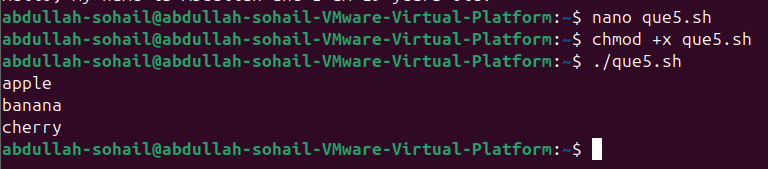 abdullah-sohail@abdullah-sohail-VMware-Virtual-Platform:~$ nano que5.sh
abdullah-sohail@abdullah-sohail-VMware-Virtual-Platform:~$ chmod +x que5.sh
abdullah-sohail@abdullah-sohail-VMware-Virtual-Platform:~$ ./que5.sh
apple
banana
cherry
abdullah-sohail@abdullah-sohail-VMware-Virtual-Platform:~$